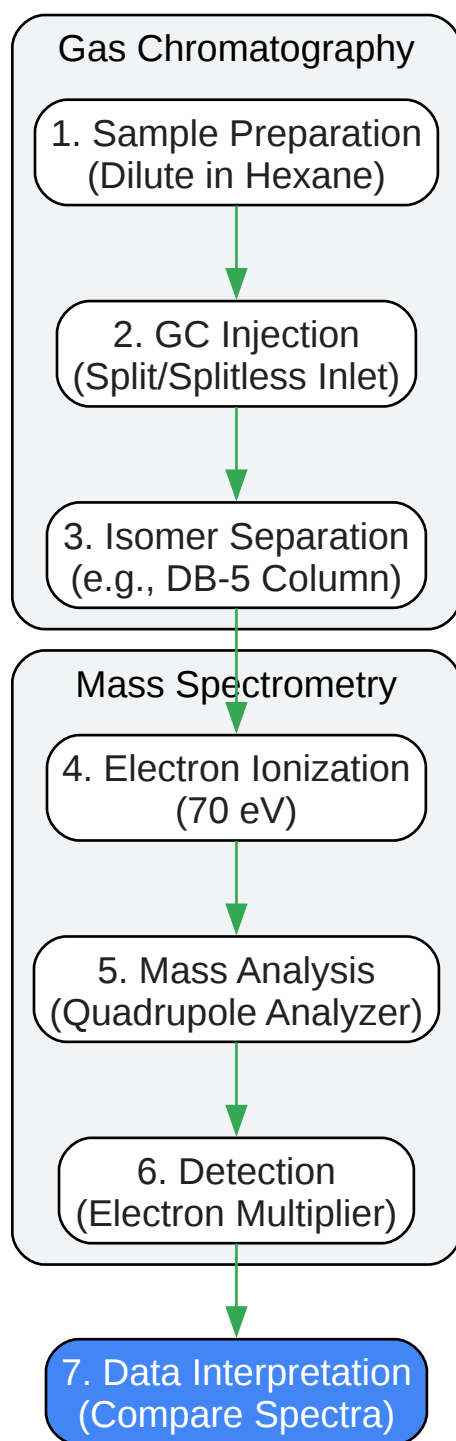 Gas Chromatography
1. Sample Preparation
(Dilute in Hexane)
2. GC Injection
(Split/Splitless Inlet)
3. Isomer Separation
(e.g., DB-5 Column)
Mass Spectrometry
4. Electron Ionization
(70 eV)
5. Mass Analysis
(Quadrupole Analyzer)
6. Detection
(Electron Multiplier)
7. Data Interpretation
(Compare Spectra)